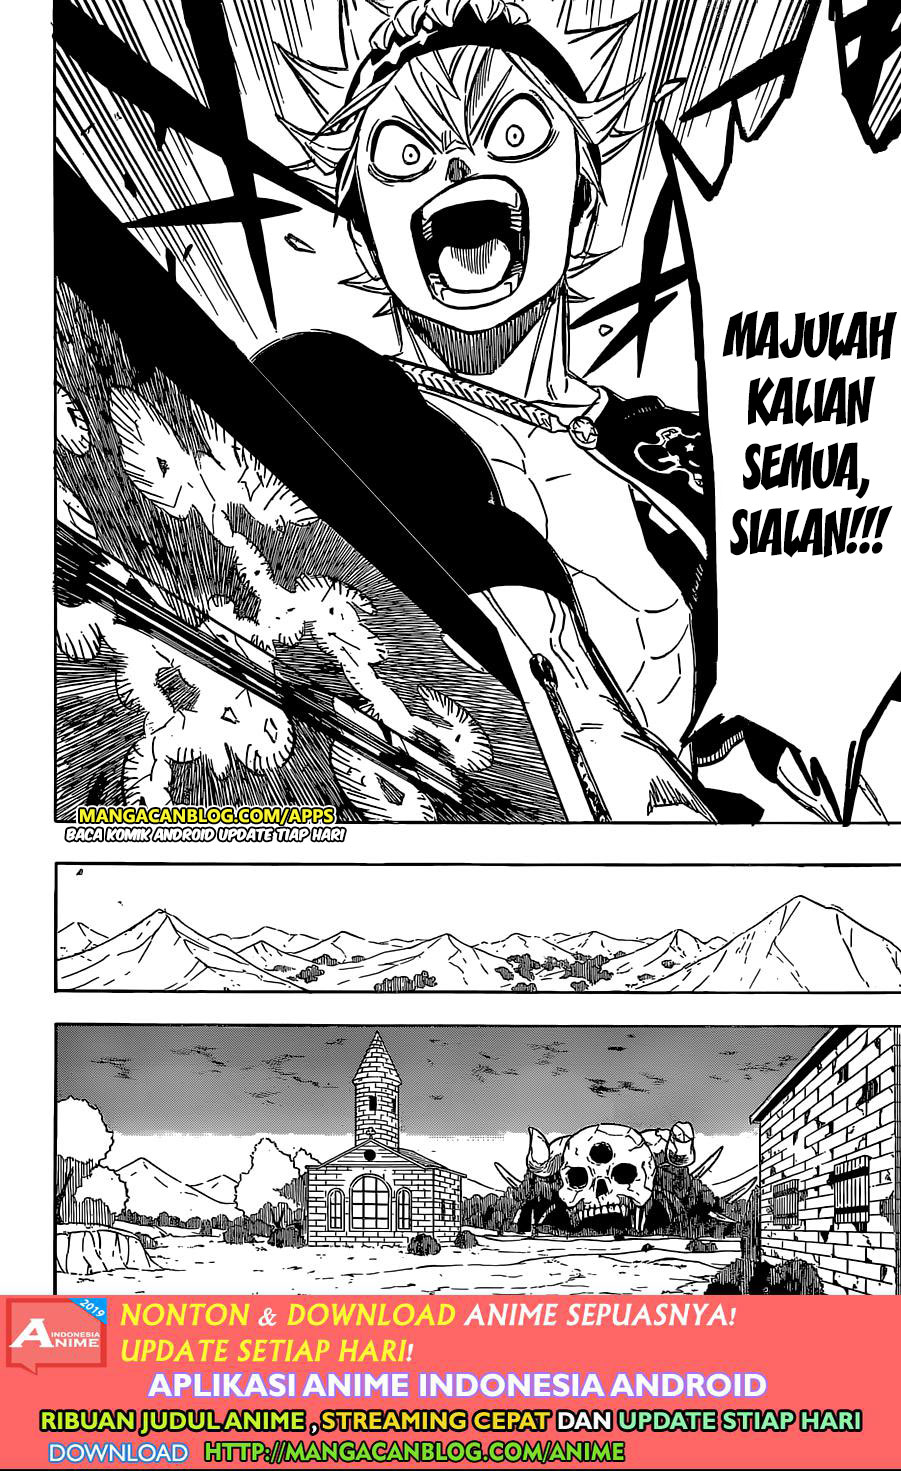 MAJULAH
KALIAN
SEMUA,
SIALAN!!!
MANGACANBLOG.COM/APPS
BACA KOMIK ANDROID UPDATE TIAP HARI
2019
INDONESIA
ANIME
NONTON & DOWNLOAD ANIME SEPUASNYA!
UPDATE SETIAP HARI!
APLIKASI ANIME INDONESIA ANDROID
RIBUAN JUDUL ANIME , STREAMING CEPAT DAN UPDATE STIAP HARI
DOWNLOAD HTTP://MANGACANBLOG.COM/ANIME